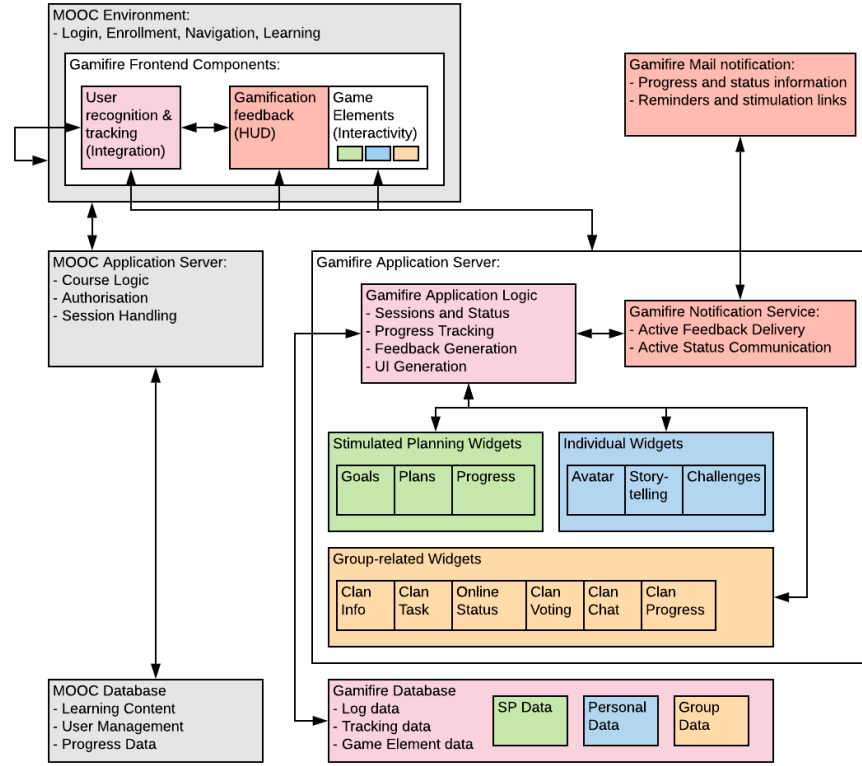 MOOC Environment:
- Login, Enrollment, Navigation, Learning
Gamifire Frontend Components:
User
recognition &
tracking
(Integration)
Gamification
feedback
(HUD)
Game
Elements
(Interactivity)
Gamifire Mail notification:
- Progress and status information
- Reminders and stimulation links
MOOC Application Server:
- Course Logic
- Authorisation
- Session Handling
Gamifire Application Server:
Gamifire Application Logic
- Sessions and Status
- Progress Tracking
- Feedback Generation
- UI Generation
Gamifire Notification Service:
- Active Feedback Delivery
- Active Status Communication
Stimulated Planning Widgets
Goals
Plans
Progress
Individual Widgets
Avatar
Story-
telling
Challenges
Group-related Widgets
Clan
Info
Clan
Task
Online
Status
Clan
Voting
Clan
Chat
Clan
Progress
MOOC Database
- Learning Content
- User Management
- Progress Data
Gamifire Database
- Log data
- Tracking data
- Game Element data
SP Data
Personal
Data
Group
Data